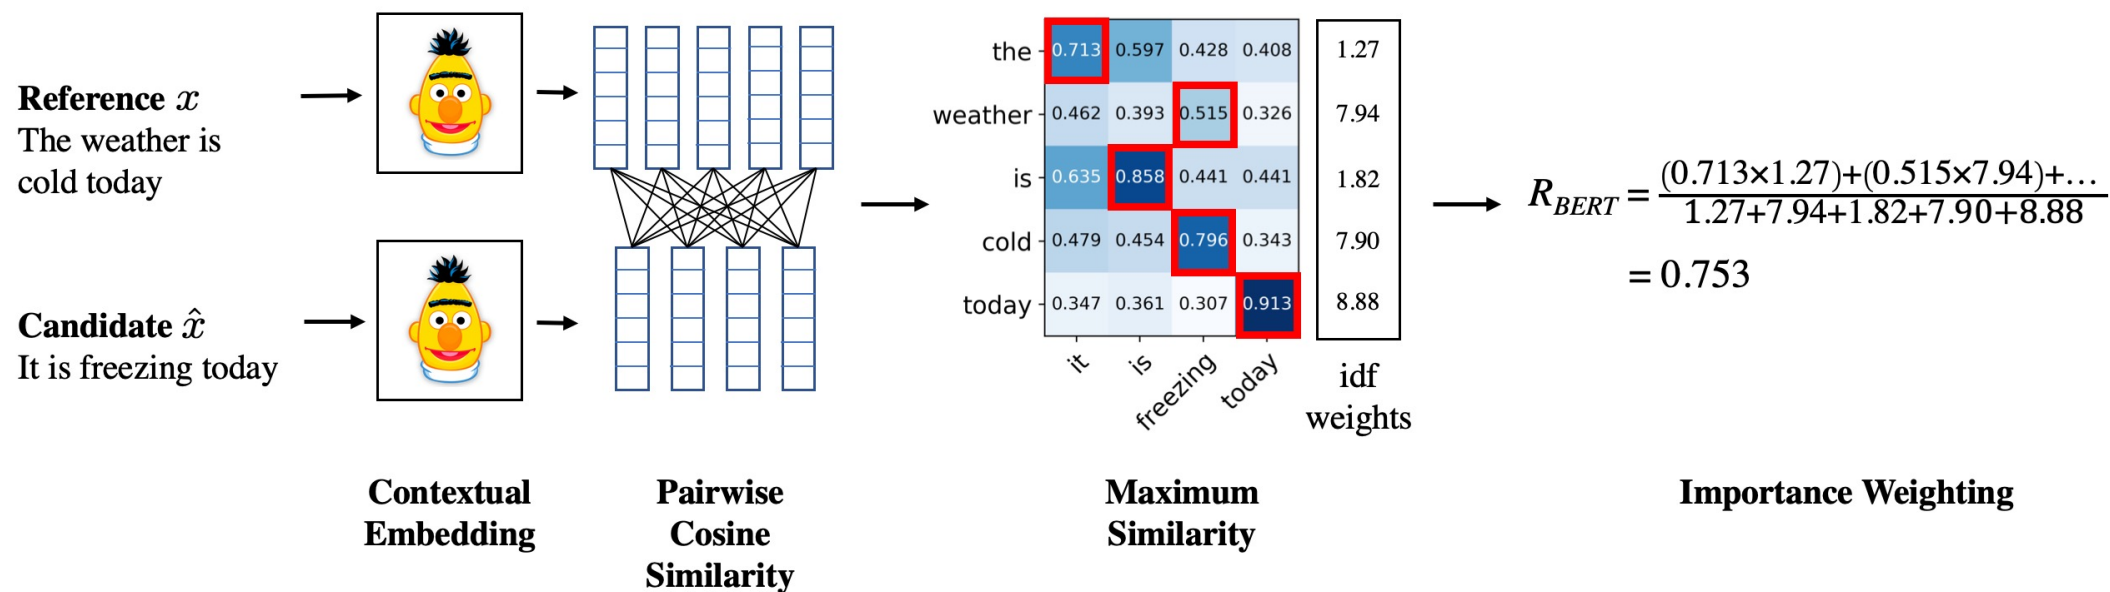 Reference x
The weather is
cold today
Candidate x̂
It is freezing today
Contextual
Embedding
Pairwise
Cosine
Similarity
the 0.713 0.597 0.428 0.408 1.27
weather 0.462 0.393 0.515 0.326 7.94
is 0.635 0.858 0.441 0.441 1.82
cold 0.479 0.454 0.796 0.343 7.90
today 0.347 0.361 0.307 0.913 8.88
it is freezing today
idf
weights
Maximum
Similarity
R_BERT = (0.713×1.27)+(0.515×7.94)+...
1.27+7.94+1.82+7.90+8.88
= 0.753
Importance Weighting